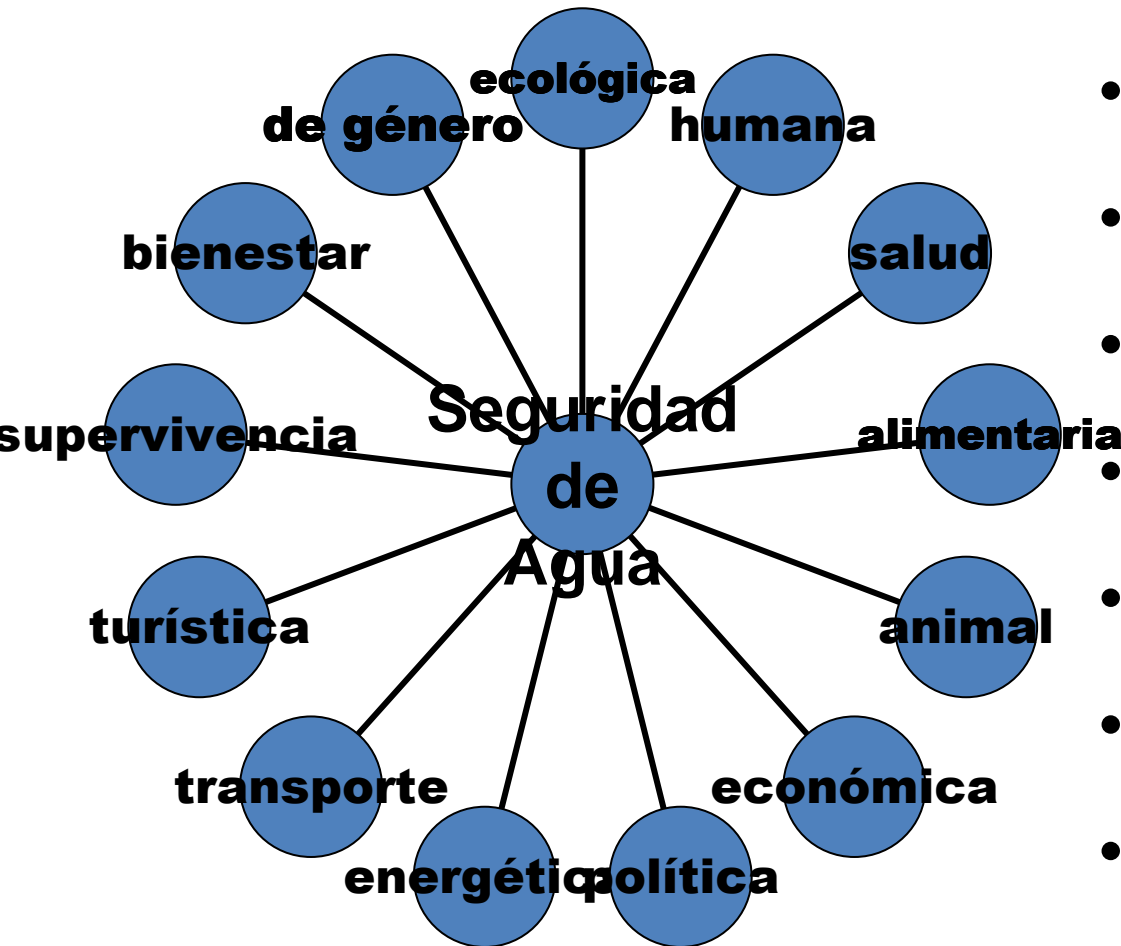 ecológica
de género
humana
bienestar
salud
Seguridad
de
Agua
supervivencia
alimentaria
turística
animal
transporte
económica
energética
política